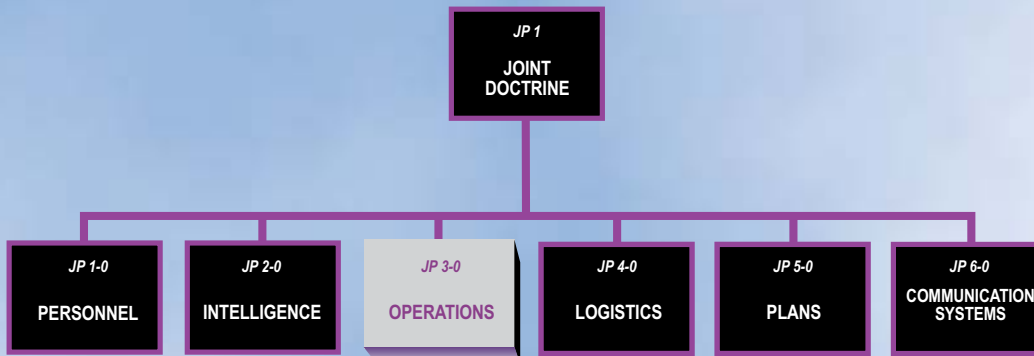 JP 1
JOINT
DOCTRINE
JP 1-0
PERSONNEL
JP 2-0
INTELLIGENCE
JP 3-0
OPERATIONS
JP 4-0
LOGISTICS
JP 5-0
PLANS
JP 6-0
COMMUNICATION
SYSTEMS